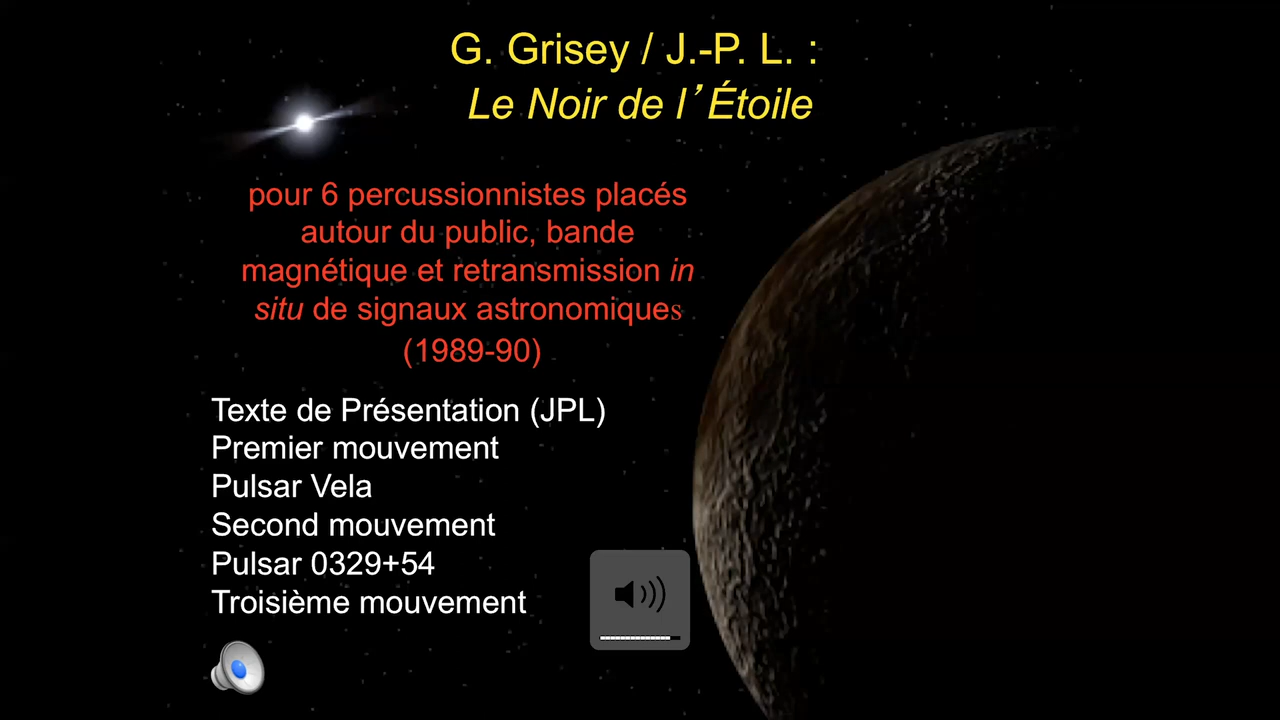 G. Grisey / J.-P. L. :
Le Noir de l’Étoile
pour 6 percussionnistes placés
autour du public, bande
magnétique et retransmission in
situ de signaux astronomiques
(1989-90)
Texte de Présentation (JPL)
Premier mouvement
Pulsar Vela
Second mouvement
Pulsar 0329+54
Troisième mouvement